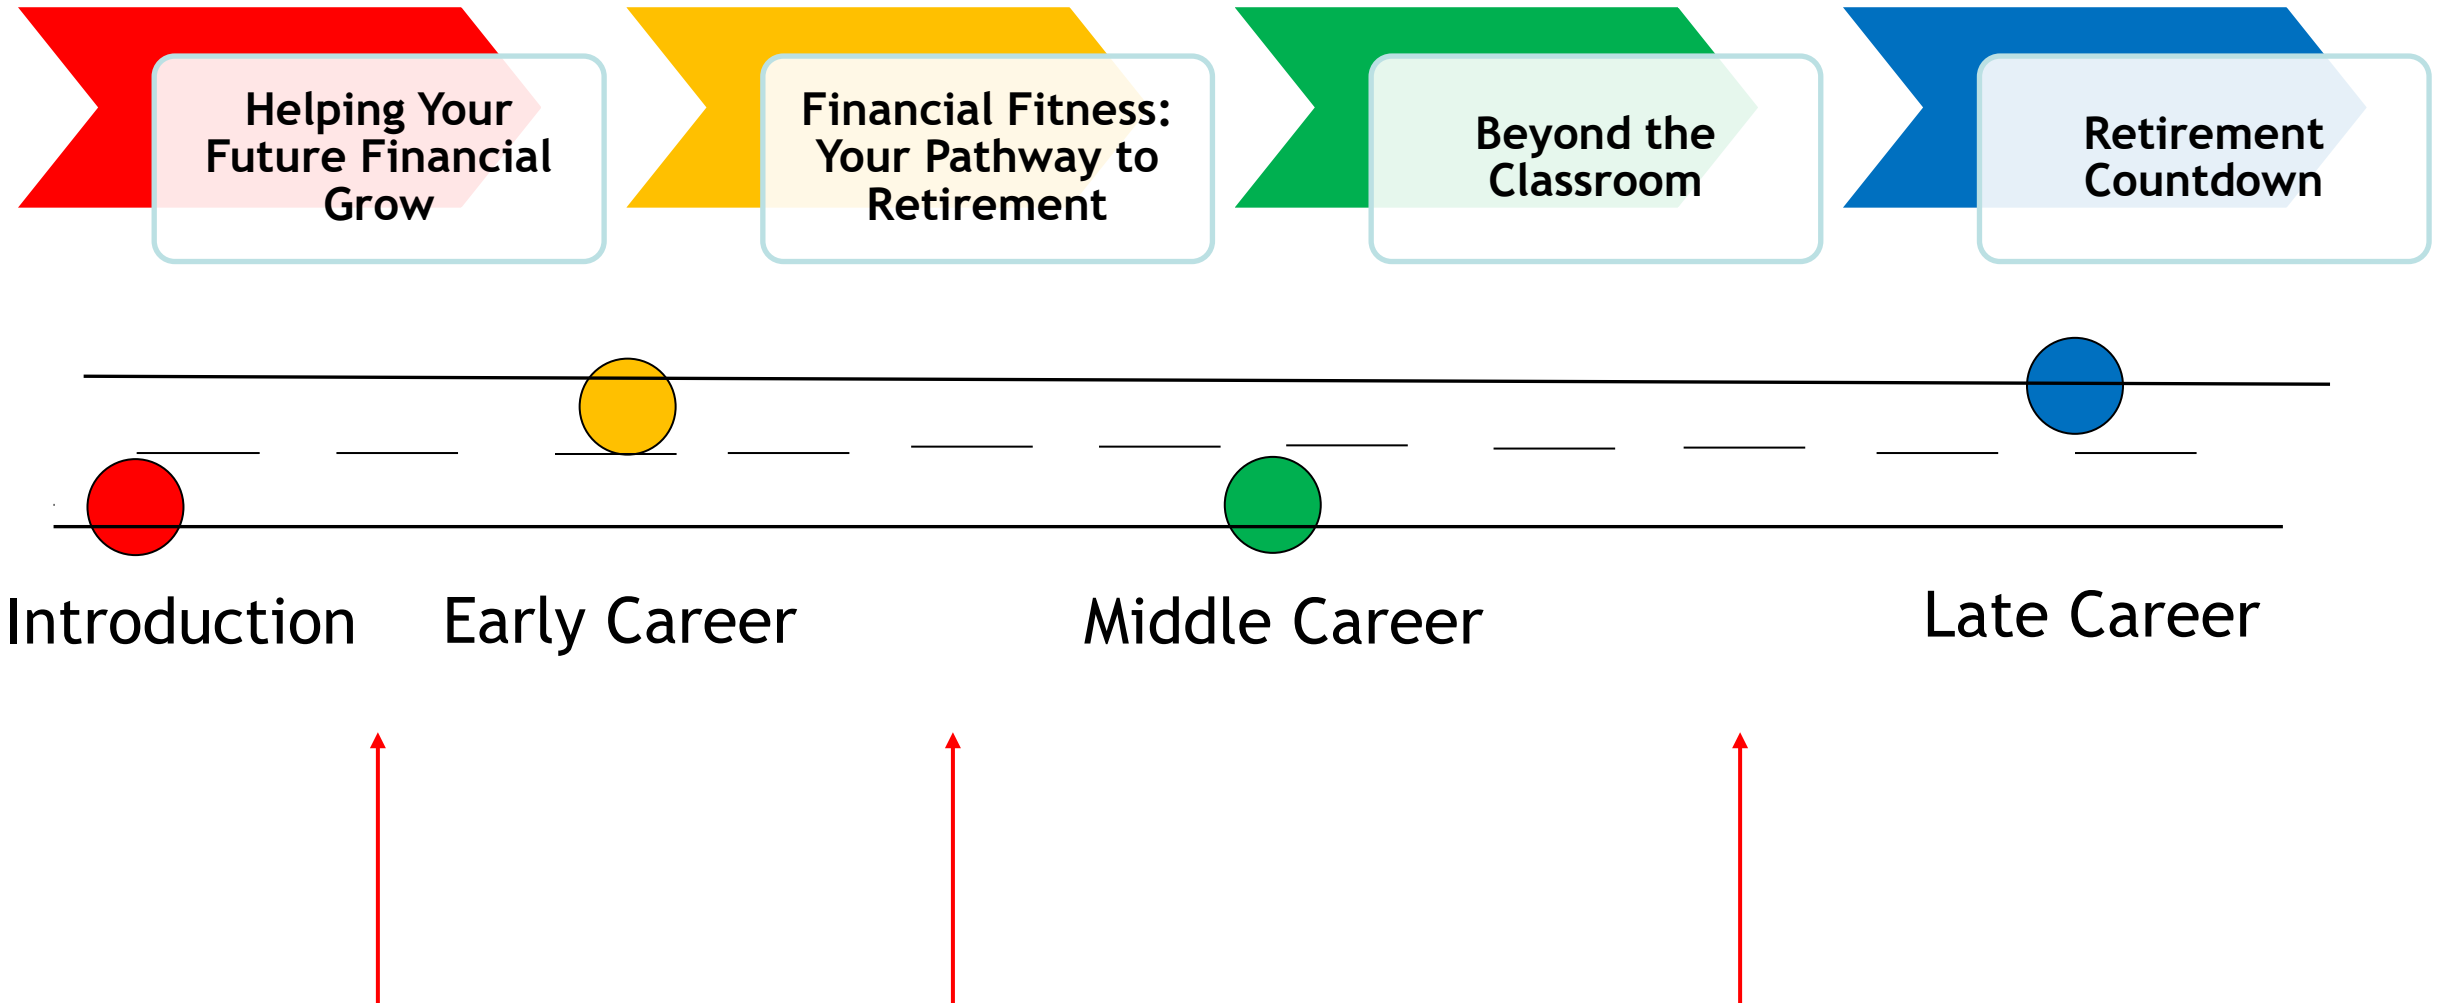 Helping Your
Future Financial
Grow
Financial Fitness:
Your Pathway to
Retirement
Beyond the
Classroom
Retirement
Countdown
Introduction
Early Career
Middle Career
Late Career